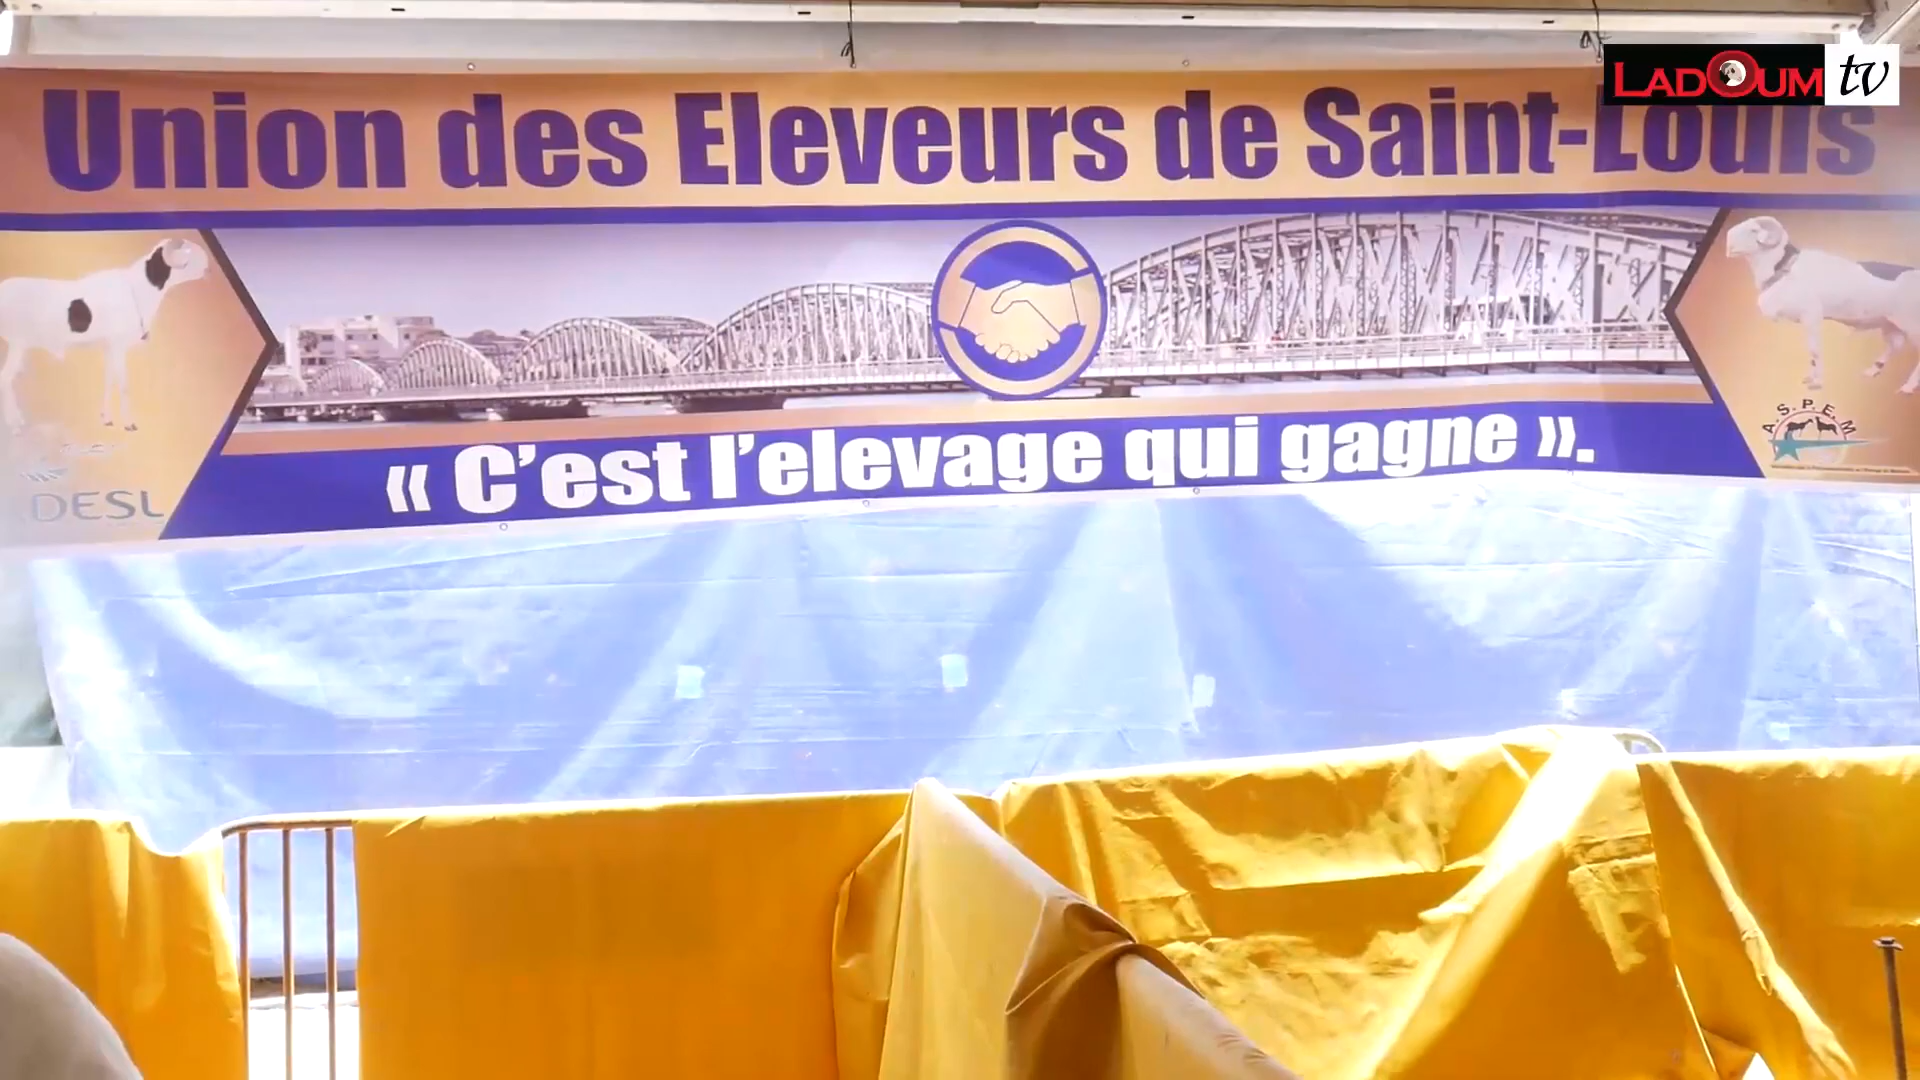 LADOUM tv
Union des Eleveurs de Saint-Louis
« C'est l'elevage qui gagne ».
A.S.P.E.M
DESL